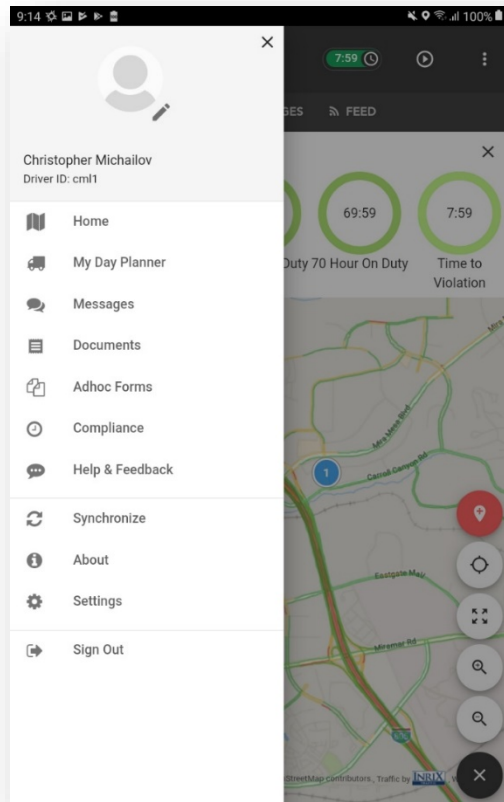 9:14
100%
7:59
GES
FEED
Christopher Michailov
Driver ID: cml1
69:59
7:59
Duty
70 Hour On Duty
Time to
Violation
Home
My Day Planner
Messages
Documents
Adhoc Forms
Compliance
Help & Feedback
Synchronize
About
Settings
Sign Out
Mira Mesa Blvd
Mira
1
Carroll Canyon Rd
Eastgate Mall
Miramar Rd
StreetMap contributors., Traffic by INRIX, W